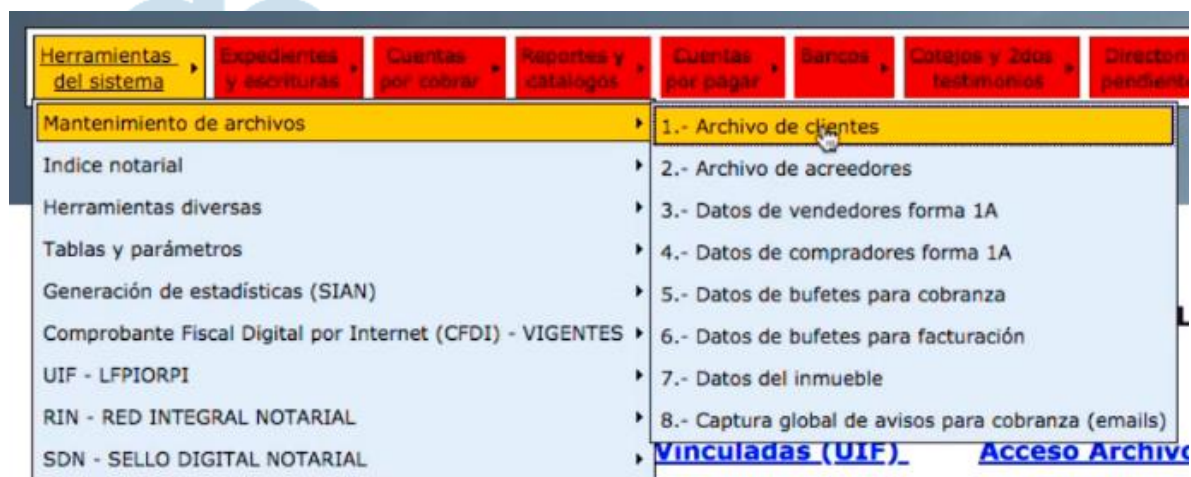 Herramientas
del sistema
Expedientes
y escrituras
Cuentas
por cobrar
Reportes y
catalogos
Cuentas
por pagar
Bancos
Cotejos y 2dos
testimonios
Mantenimiento de archivos
Indice notarial
Herramientas diversas
Tablas y parámetros
Generación de estadísticas (SIAN)
Comprobante Fiscal Digital por Internet (CFDI) - VIGENTES
UIF - LFPIORPI
RIN - RED INTEGRAL NOTARIAL
SDN - SELLO DIGITAL NOTARIAL
1.- Archivo de clientes
2.- Archivo de acreedores
3.- Datos de vendedores forma 1A
4.- Datos de compradores forma 1A
5.- Datos de bufetes para cobranza
6.- Datos de bufetes para facturación
7.- Datos del inmueble
8.- Captura global de avisos para cobranza (emails)
Vinculadas (UIF) Acceso Archivo